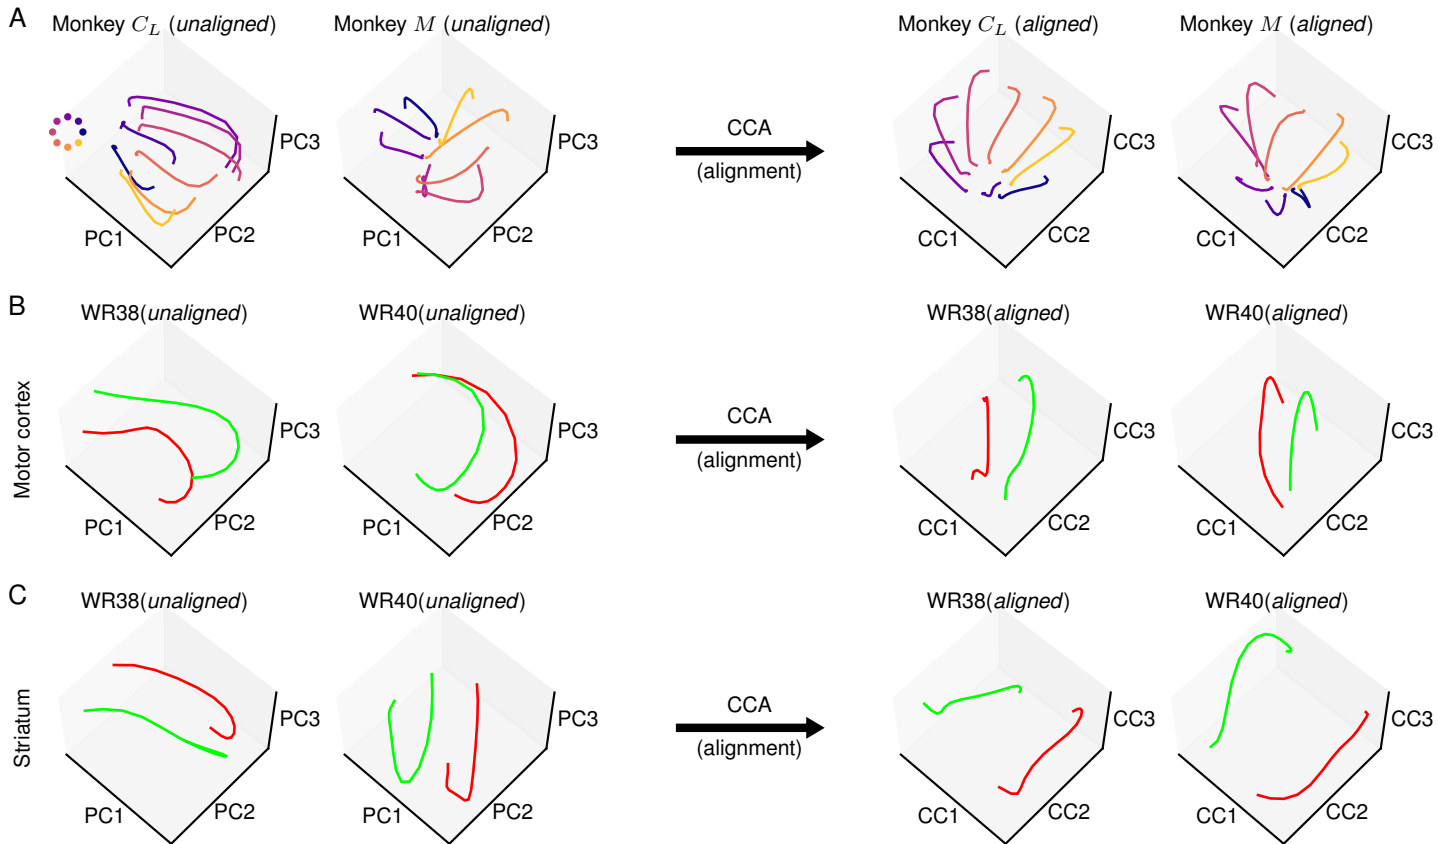 A
Monkey C_L (unaligned)
Monkey M (unaligned)
Monkey C_L (aligned)
Monkey M (aligned)
PC1
PC2
PC3
PC1
PC2
PC3
CCA
(alignment)
CC1
CC2
CC3
CC1
CC2
CC3
B
Motor cortex
WR38(unaligned)
WR40(unaligned)
WR38(aligned)
WR40(aligned)
PC1
PC2
PC3
PC1
PC2
PC3
CCA
(alignment)
CC1
CC2
CC3
CC1
CC2
CC3
C
Striatum
WR38(unaligned)
WR40(unaligned)
WR38(aligned)
WR40(aligned)
PC1
PC2
PC3
PC1
PC2
PC3
CCA
(alignment)
CC1
CC2
CC3
CC1
CC2
CC3